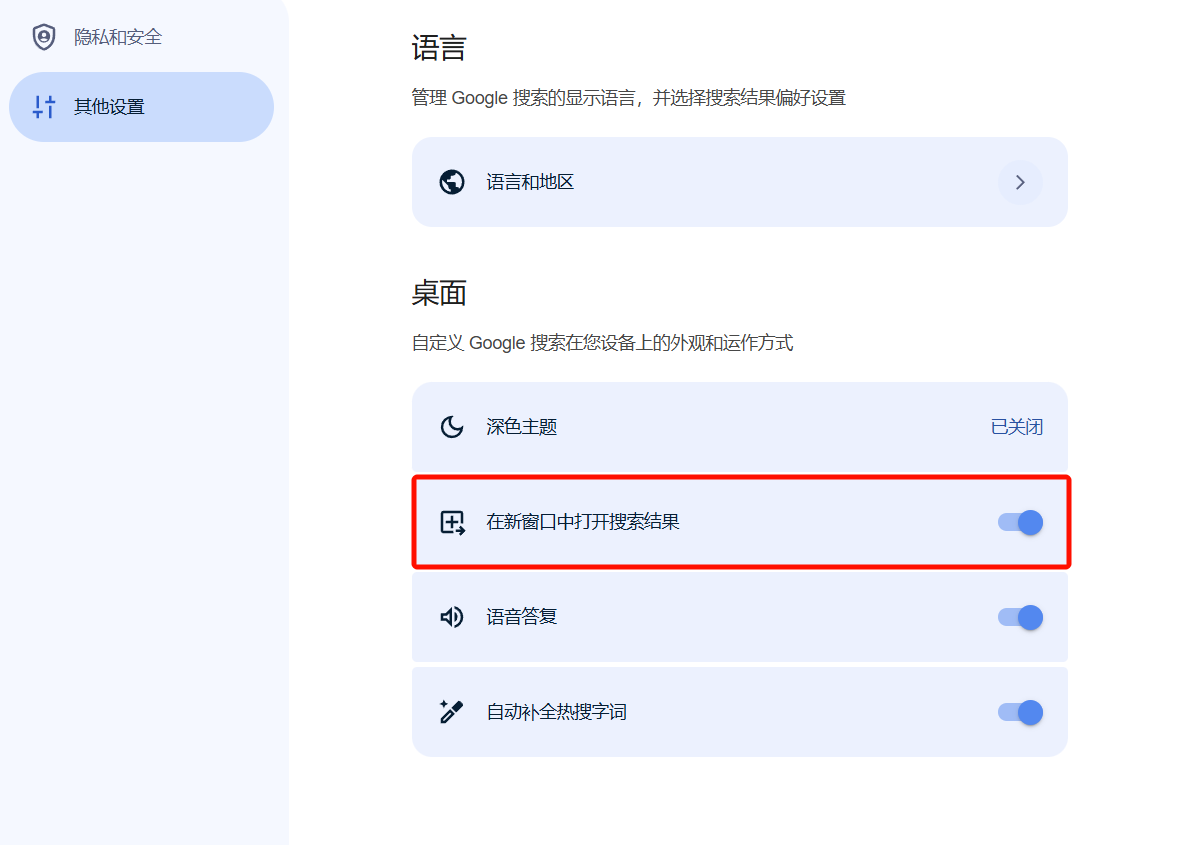 隐私和安全
其他设置
语言
管理 Google 搜索的显示语言，并选择搜索结果偏好设置
语言和地区
桌面
自定义 Google 搜索在您设备上的外观和运作方式
深色主题
已关闭
在新窗口中打开搜索结果
语音答复
自动补全热搜字词